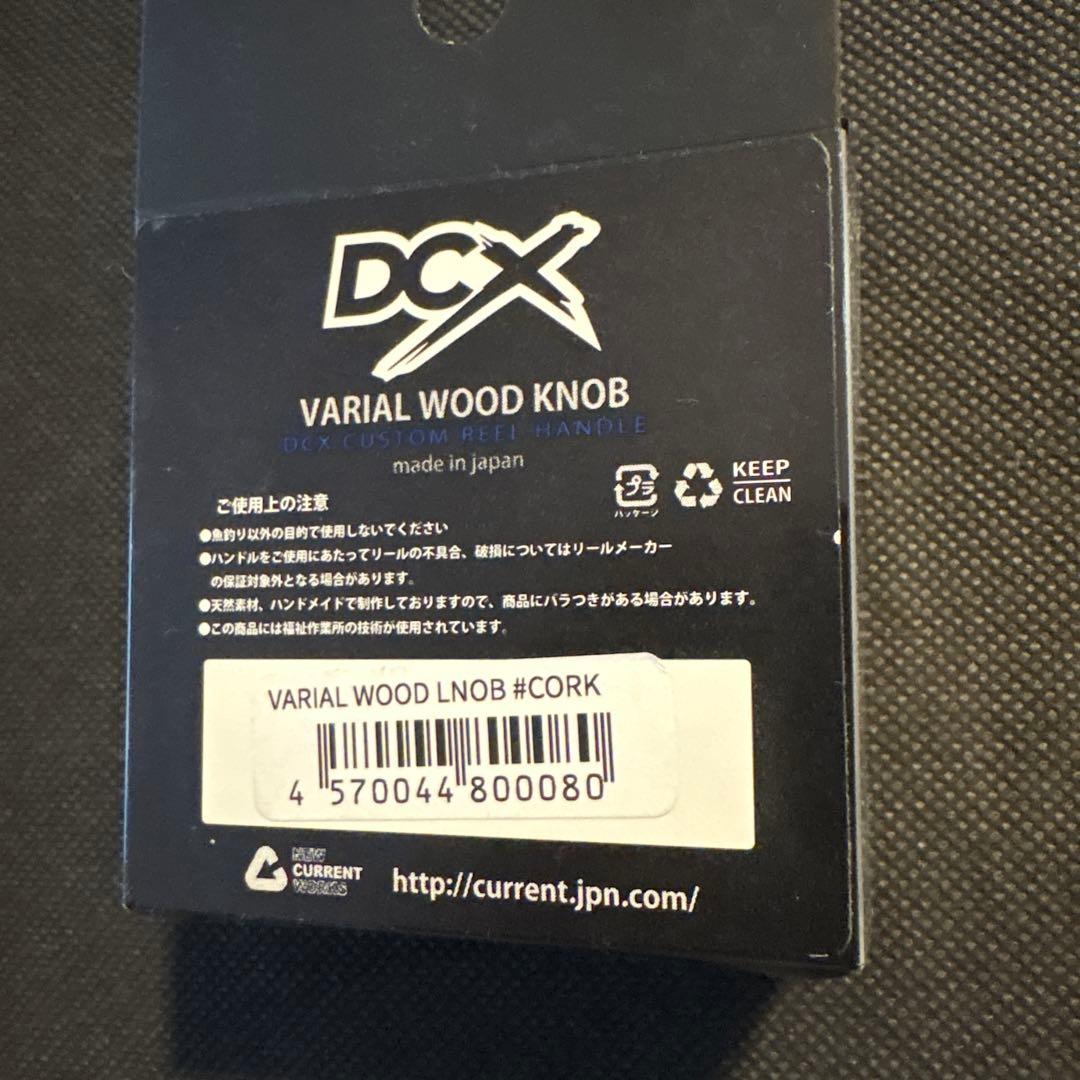 DCX
VARIAL WOOD KNOB
DCX CUSTOM REEL HANDLE
made in japan
プラ
パッケージ
KEEP
CLEAN
ご使用上の注意
●魚釣り以外の目的で使用しないでください
●ハンドルをご使用にあたってリールの不具合、破損についてはリールメーカー
の保証対象外となる場合があります。
●天然素材、ハンドメイドで制作しておりますので、商品にバラつきがある場合があります。
●この商品には福祉作業所の技術が使用されています。
VARIAL WOOD LNOB #CORK
4 570044 800080
NEW
CURRENT
WORKS
http://current.jpn.com/